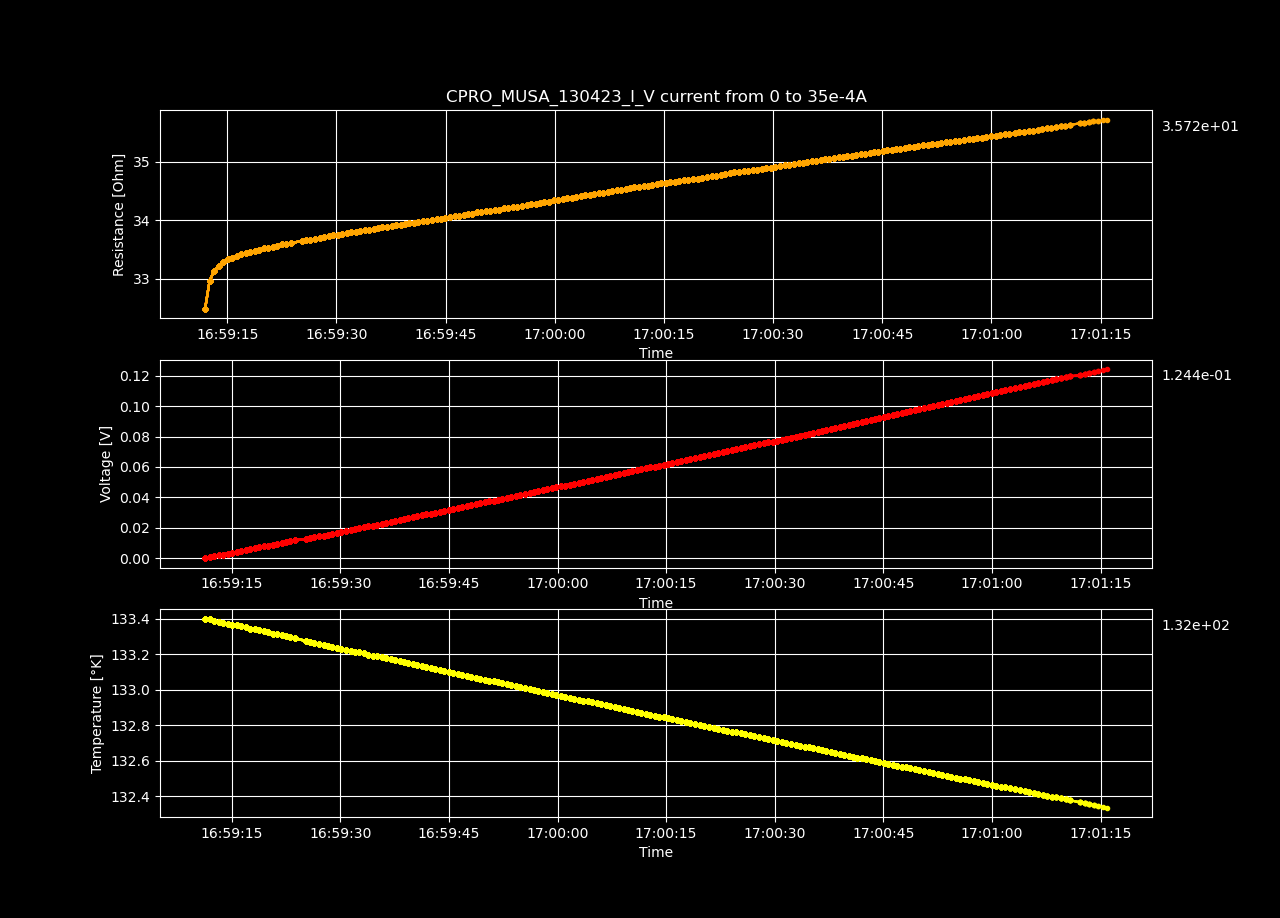 CPRO_MUSA_130423_I_V current from 0 to 35e-4A
3.572e+01
Resistance [Ohm]
35
34
33
16:59:15 16:59:30 16:59:45 17:00:00 17:00:15 17:00:30 17:00:45 17:01:00 17:01:15
Time
1.244e-01
Voltage [V]
0.12
0.10
0.08
0.06
0.04
0.02
0.00
16:59:15 16:59:30 16:59:45 17:00:00 17:00:15 17:00:30 17:00:45 17:01:00 17:01:15
Time
1.32e+02
Temperature [°K]
133.4
133.2
133.0
132.8
132.6
132.4
16:59:15 16:59:30 16:59:45 17:00:00 17:00:15 17:00:30 17:00:45 17:01:00 17:01:15
Time